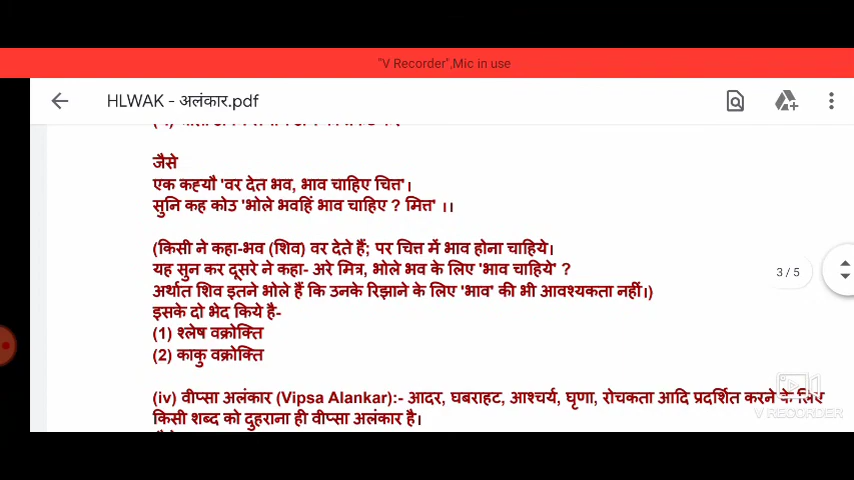 "V Recorder",Mic in use
HLWAK - अलंकार.pdf
जैसे
एक कह्यौ 'वर देत भव, भाव चाहिए चित्त'।
सुनि कह कोउ 'भोले भवहिं भाव चाहिए ? मित्त' ।।
(किसी ने कहा-भव (शिव) वर देते हैं; पर चित्त में भाव होना चाहिये।
यह सुन कर दूसरे ने कहा- अरे मित्र, भोले भव के लिए 'भाव चाहिये' ?
अर्थात शिव इतने भोले हैं कि उनके रिझाने के लिए 'भाव' की भी आवश्यकता नहीं।)
3 / 5
इसके दो भेद किये है-
(1) श्लेष वक्रोक्ति
(2) काकु वक्रोक्ति
(iv) वीप्सा अलंकार (Vipsa Alankar):- आदर, घबराहट, आश्चर्य, घृणा, रोचकता आदि प्रदर्शित करने के लिए
किसी शब्द को दुहराना ही वीप्सा अलंकार है।
V RECORDER